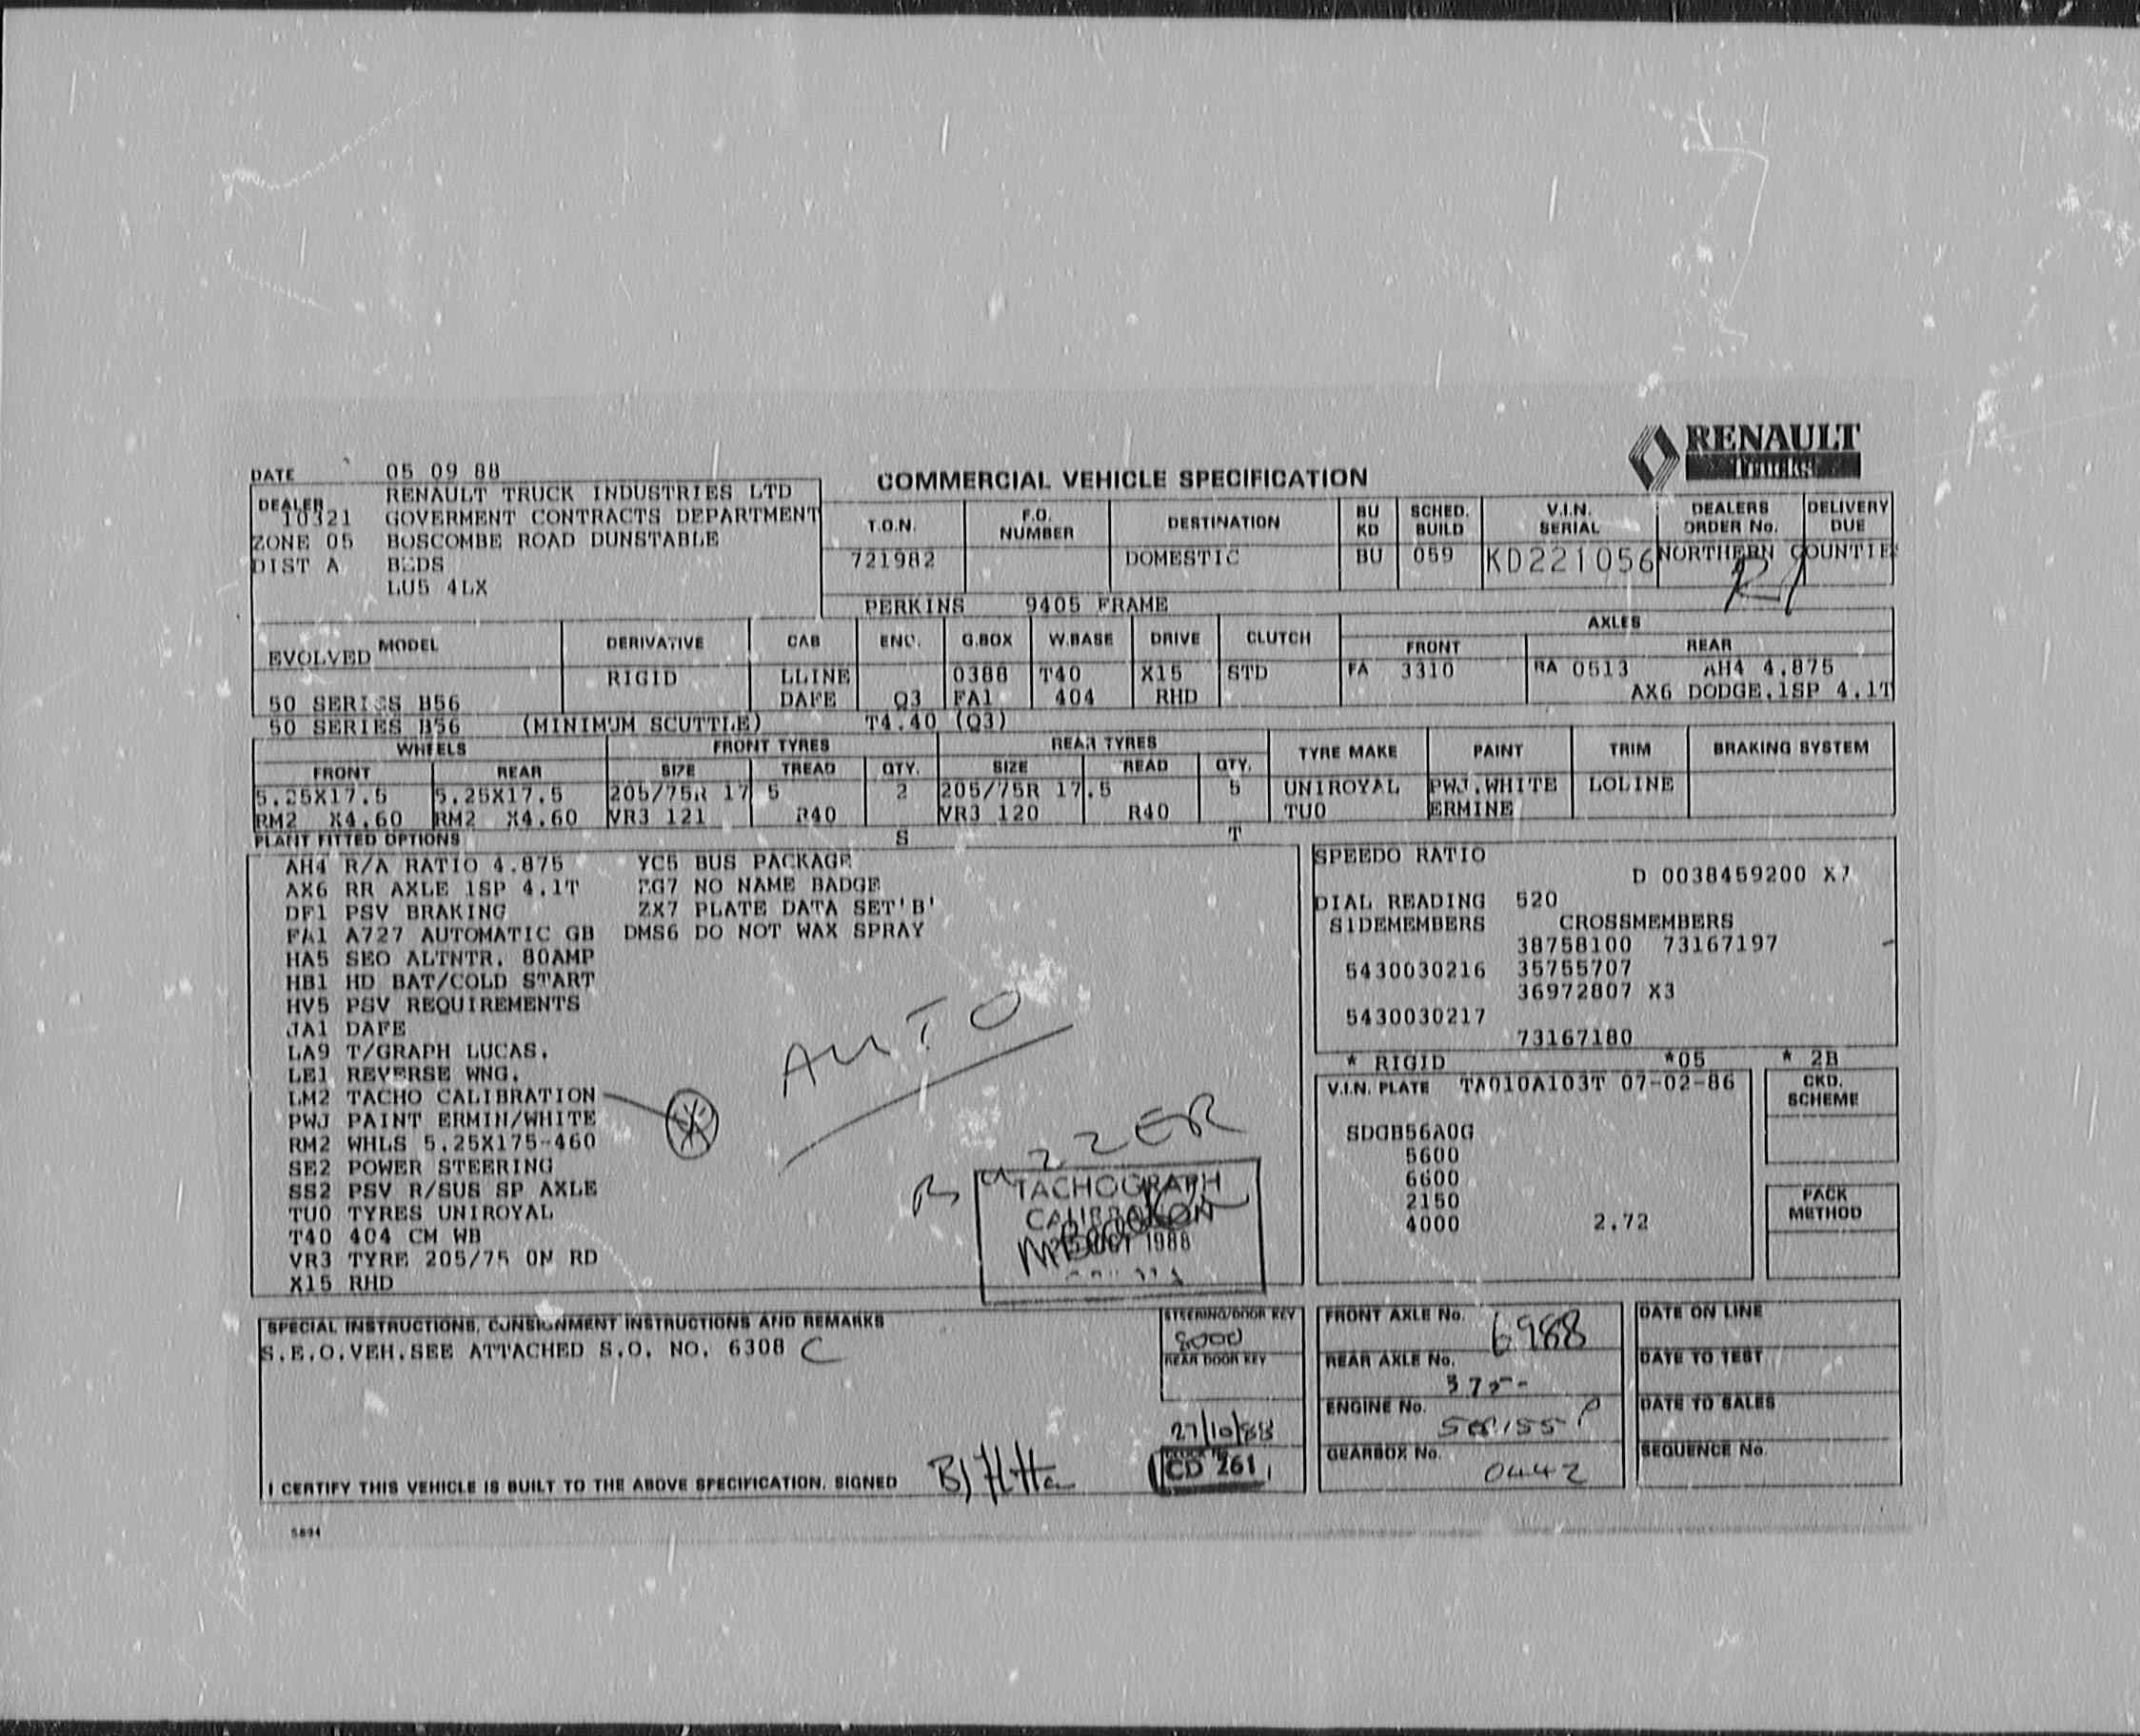 RENAULT
Trucks
DATE 05 09 88
COMMERCIAL VEHICLE SPECIFICATION
DEALER RENAULT TRUCK INDUSTRIES LTD
10321 GOVERMENT CONTRACTS DEPARTMENT
ZONE 05 BOSCOMBE ROAD DUNSTABLE
DIST A BEDS
LU5 4LX
T.O.N. F.O. NUMBER DESTINATION BU KD SCHED. BUILD V.I.N. SERIAL DEALERS ORDER No. DELIVERY DUE
721982 DOMESTIC BU 059 KD221056 NORTHERN COUNTIE
PERKINS 9405 FRAME
MODEL DERIVATIVE CAB ENG. G.BOX W.BASE DRIVE CLUTCH AXLES
FRONT REAR
EVOLVED
RIGID LLINE 0388 T40 X15 STD FA 3310 RA 0513 AH4 4.875
50 SERIES B56 DAFE Q3 FA1 404 RHD AX6 DODGE.1SP 4.1T
50 SERIES B56 (MINIMUM SCUTTLE) T4.40 (Q3)
WHEELS FRONT TYRES REAR TYRES TYRE MAKE PAINT TRIM BRAKING SYSTEM
FRONT REAR SIZE TREAD QTY. SIZE READ QTY.
5.25X17.5 5.25X17.5 205/75R 17 5 2 205/75R 17.5 5 UNIROYAL PWJ.WHITE LOLINE
RM2 X4.60 RM2 X4.60 VR3 121 R40 VR3 120 R40 TU0 ERMINE
S T
PLANT FITTED OPTIONS
AH4 R/A RATIO 4.875 YC5 BUS PACKAGE
AX6 RR AXLE 1SP 4.1T ZG7 NO NAME BADGE
DF1 PSV BRAKING ZX7 PLATE DATA SET'B'
FA1 A727 AUTOMATIC GB DMS6 DO NOT WAX SPRAY
HA5 SEO ALTNTR. 80AMP
HB1 HD BAT/COLD START
HV5 PSV REQUIREMENTS
JA1 DAFE
LA9 T/GRAPH LUCAS.
LE1 REVERSE WNG.
LM2 TACHO CALIBRATION
PWJ PAINT ERMIN/WHITE
RM2 WHLS 5.25X175-460
SE2 POWER STEERING
SS2 PSV R/SUS SP AXLE
TU0 TYRES UNIROYAL
T40 404 CM WB
VR3 TYRE 205/75 ON RD
X15 RHD
AUTO
BUZZER
TACHOGRAPH
CALIBRATION
OCT 1988
SPEEDO RATIO
D 0038459200 X7
DIAL READING 520
SIDEMEMBERS CROSSMEMBERS
38758100 73167197
5430030216 35755707
36972807 X3
5430030217
73167180
* RIGID *05 * 2B
V.I.N. PLATE TA010A103T 07-02-86
CKD. SCHEME
SDGB56A0G
5600
6600
2150
4000 2.72
PACK METHOD
SPECIAL INSTRUCTIONS, CONSIGNMENT INSTRUCTIONS AND REMARKS
S.E.O.VEH.SEE ATTACHED S.O. NO. 6308 C
STEERING/DOOR KEY
8000
REAR DOOR KEY
27/10/88
CD 261
I CERTIFY THIS VEHICLE IS BUILT TO THE ABOVE SPECIFICATION. SIGNED
FRONT AXLE No. 6988
REAR AXLE No.
ENGINE No.
GEARBOX No. 0442
DATE ON LINE
DATE TO TEST
DATE TO SALES
SEQUENCE No.
5894